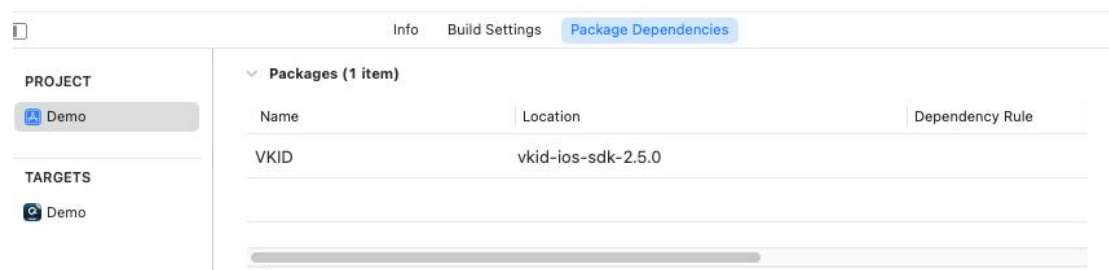 Info Build Settings Package Dependencies
PROJECT
Demo
TARGETS
Demo
Packages (1 item)
Name Location Dependency Rule
VKID vkid-ios-sdk-2.5.0